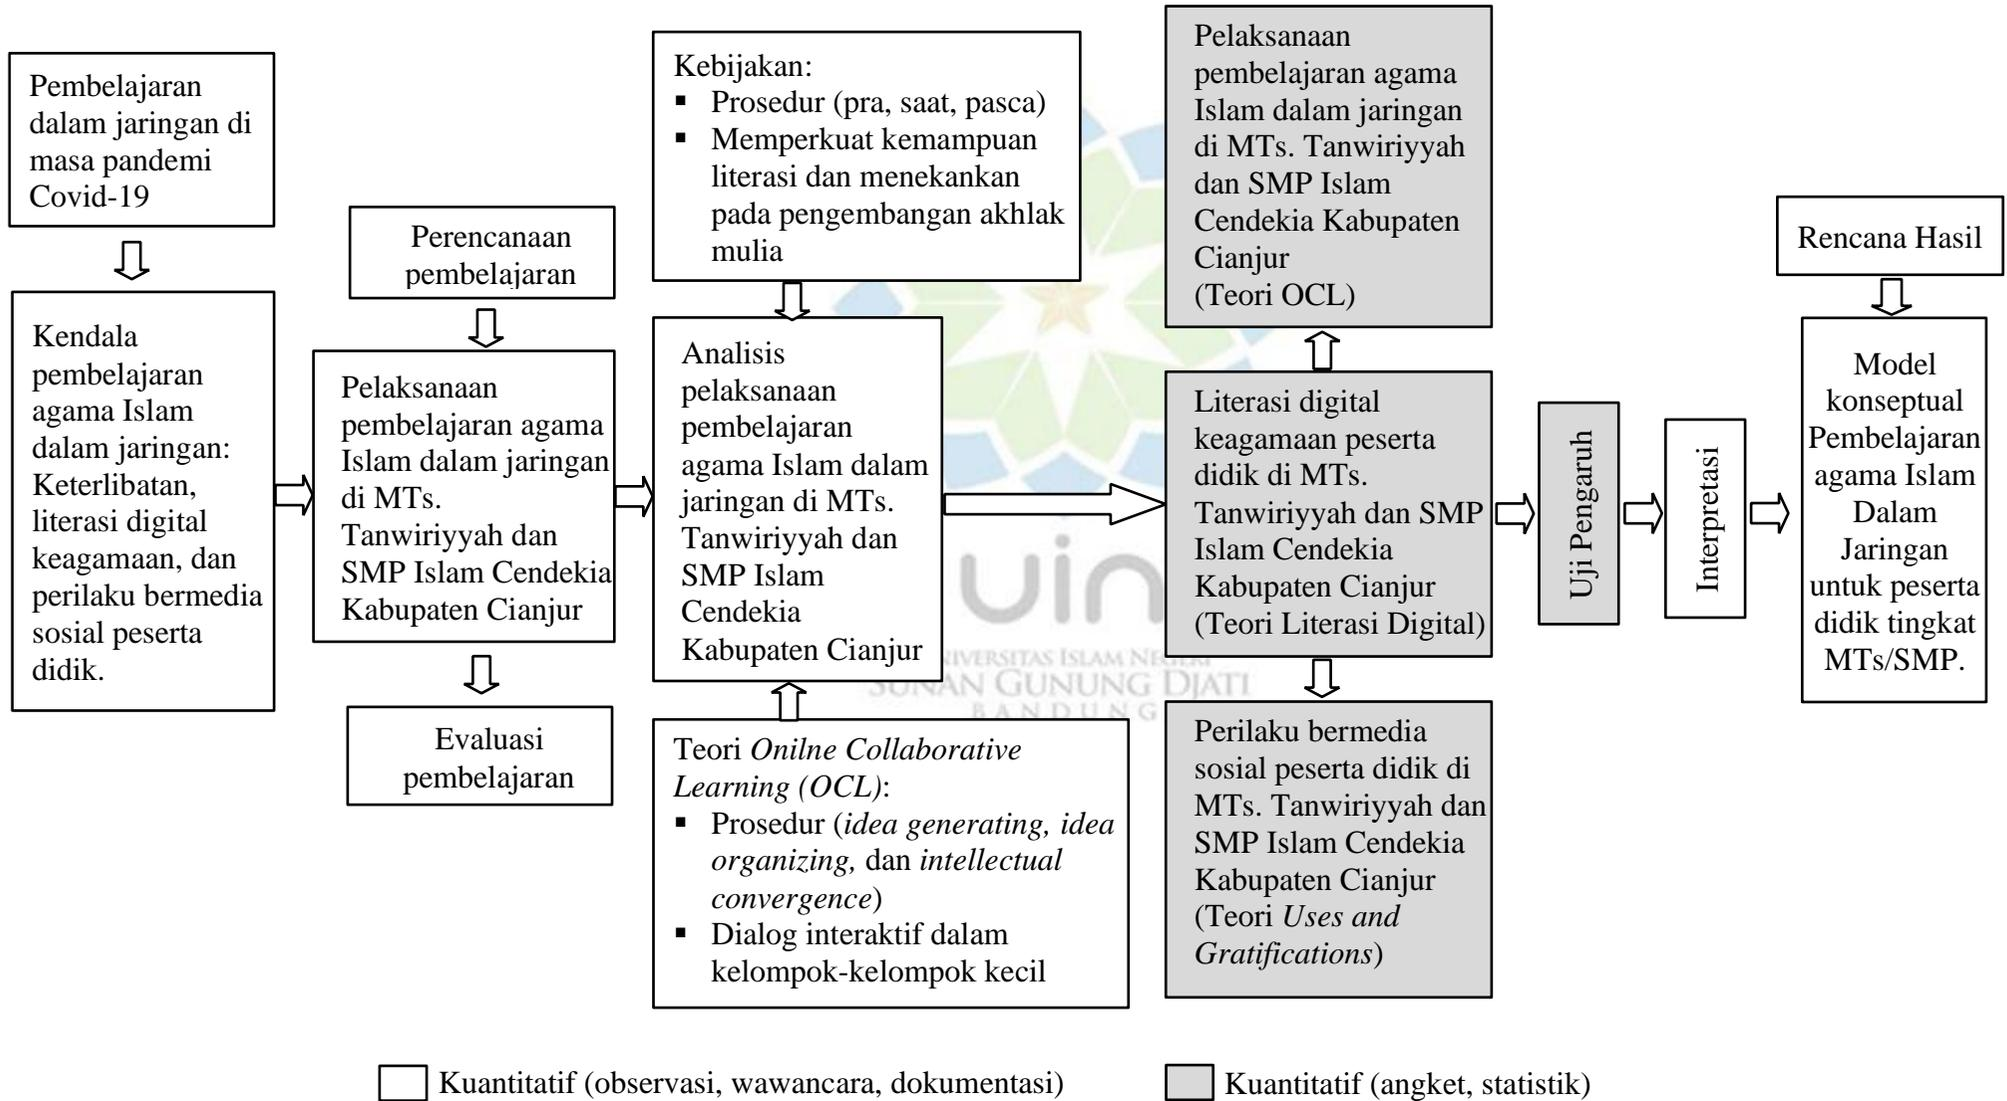 Pembelajaran
dalam jaringan di
masa pandemi
Covid-19
Kendala
pembelajaran
agama Islam
dalam jaringan:
Keterlibatan,
literasi digital
keagamaan, dan
perilaku bermedia
sosial peserta
didik.
Perencanaan
pembelajaran
Pelaksanaan
pembelajaran agama
Islam dalam jaringan
di MTs.
Tanwiriyyah dan
SMP Islam Cendekia
Kabupaten Cianjur
Evaluasi
pembelajaran
Kebijakan:
▪ Prosedur (pra, saat, pasca)
▪ Memperkuat kemampuan
literasi dan menekankan
pada pengembangan akhlak
mulia
Analisis
pelaksanaan
pembelajaran
agama Islam dalam
jaringan di MTs.
Tanwiriyyah dan
SMP Islam
Cendekia
Kabupaten Cianjur
Teori Onilne Collaborative
Learning (OCL):
▪ Prosedur (idea generating, idea
organizing, dan intellectual
convergence)
▪ Dialog interaktif dalam
kelompok-kelompok kecil
uin
SUNAN GUNUNG DJATI
BANDUNG
Pelaksanaan
pembelajaran agama
Islam dalam jaringan
di MTs. Tanwiriyyah
dan SMP Islam
Cendekia Kabupaten
Cianjur
(Teori OCL)
Literasi digital
keagamaan peserta
didik di MTs.
Tanwiriyyah dan SMP
Islam Cendekia
Kabupaten Cianjur
(Teori Literasi Digital)
Perilaku bermedia
sosial peserta didik di
MTs. Tanwiriyyah dan
SMP Islam Cendekia
Kabupaten Cianjur
(Teori Uses and
Gratifications)
Uji Pengaruh
Interpretasi
Rencana Hasil
Model
konseptual
Pembelajaran
agama Islam
Dalam
Jaringan
untuk peserta
didik tingkat
MTs/SMP.
Kuantitatif (observasi, wawancara, dokumentasi)
Kuantitatif (angket, statistik)